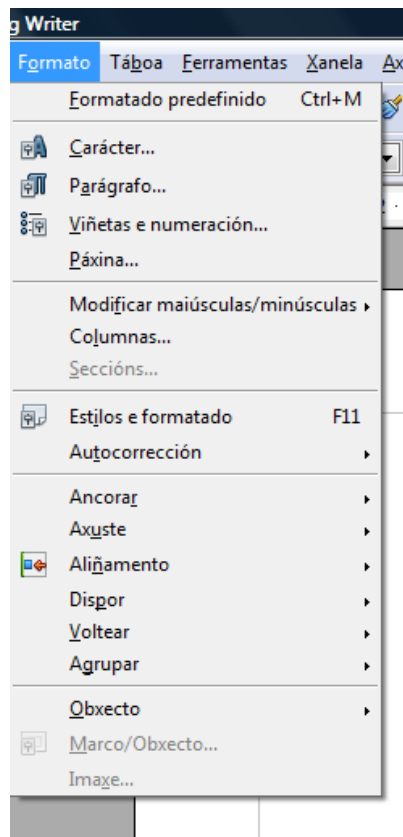 g Writer
Formato Táboa Ferramentas Xanela Ax
Formatado predefinido Ctrl+M
Carácter...
Parágrafo...
Viñetas e numeración...
Páxina...
Modificar maiúsculas/minúsculas
Columnas...
Seccións...
Estilos e formatado F11
Autocorrección
Ancorar
Axuste
Aliñamento
Dispor
Voltear
Agrupar
Obxecto
Marco/Obxecto...
Imaxe...